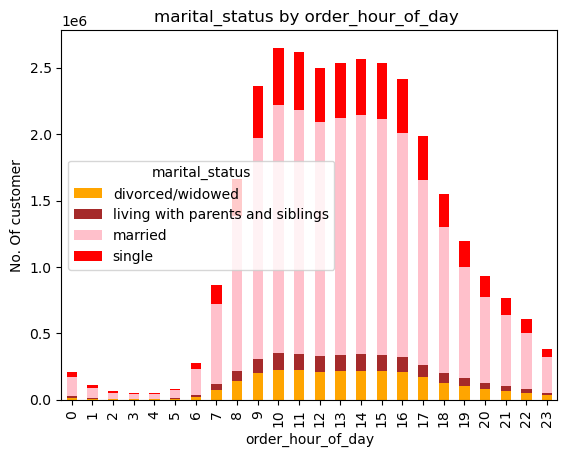 marital_status by order_hour_of_day
1e6
2.5
2.0
1.5
1.0
0.5
0.0
No. Of customer
marital_status
divorced/widowed
living with parents and siblings
married
single
0 1 2 3 4 5 6 7 8 9 10 11 12 13 14 15 16 17 18 19 20 21 22 23
order_hour_of_day